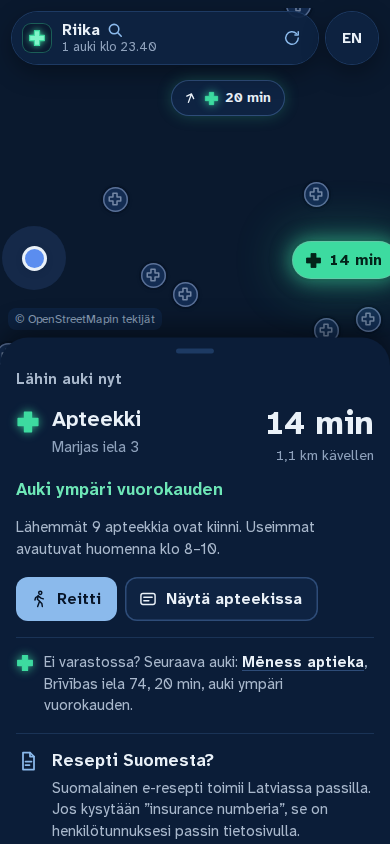 Riika
1 auki klo 23.40
EN
20 min
14 min
© OpenStreetMapin tekijät
Lähin auki nyt
Apteekki
14 min
Marijas iela 3
1,1 km kävellen
Auki ympäri vuorokauden
Lähemmät 9 apteekkia ovat kiinni. Useimmat
avautuvat huomenna klo 8–10.
Reitti
Näytä apteekissa
Ei varastossa? Seuraava auki: Mēness aptieka,
Brīvības iela 74, 20 min, auki ympäri
vuorokauden.
Resepti Suomesta?
Suomalainen e-resepti toimii Latviassa passilla.
Jos kysytään ”insurance numberia”, se on
henkilötunnuksesi passin tietosivulla.